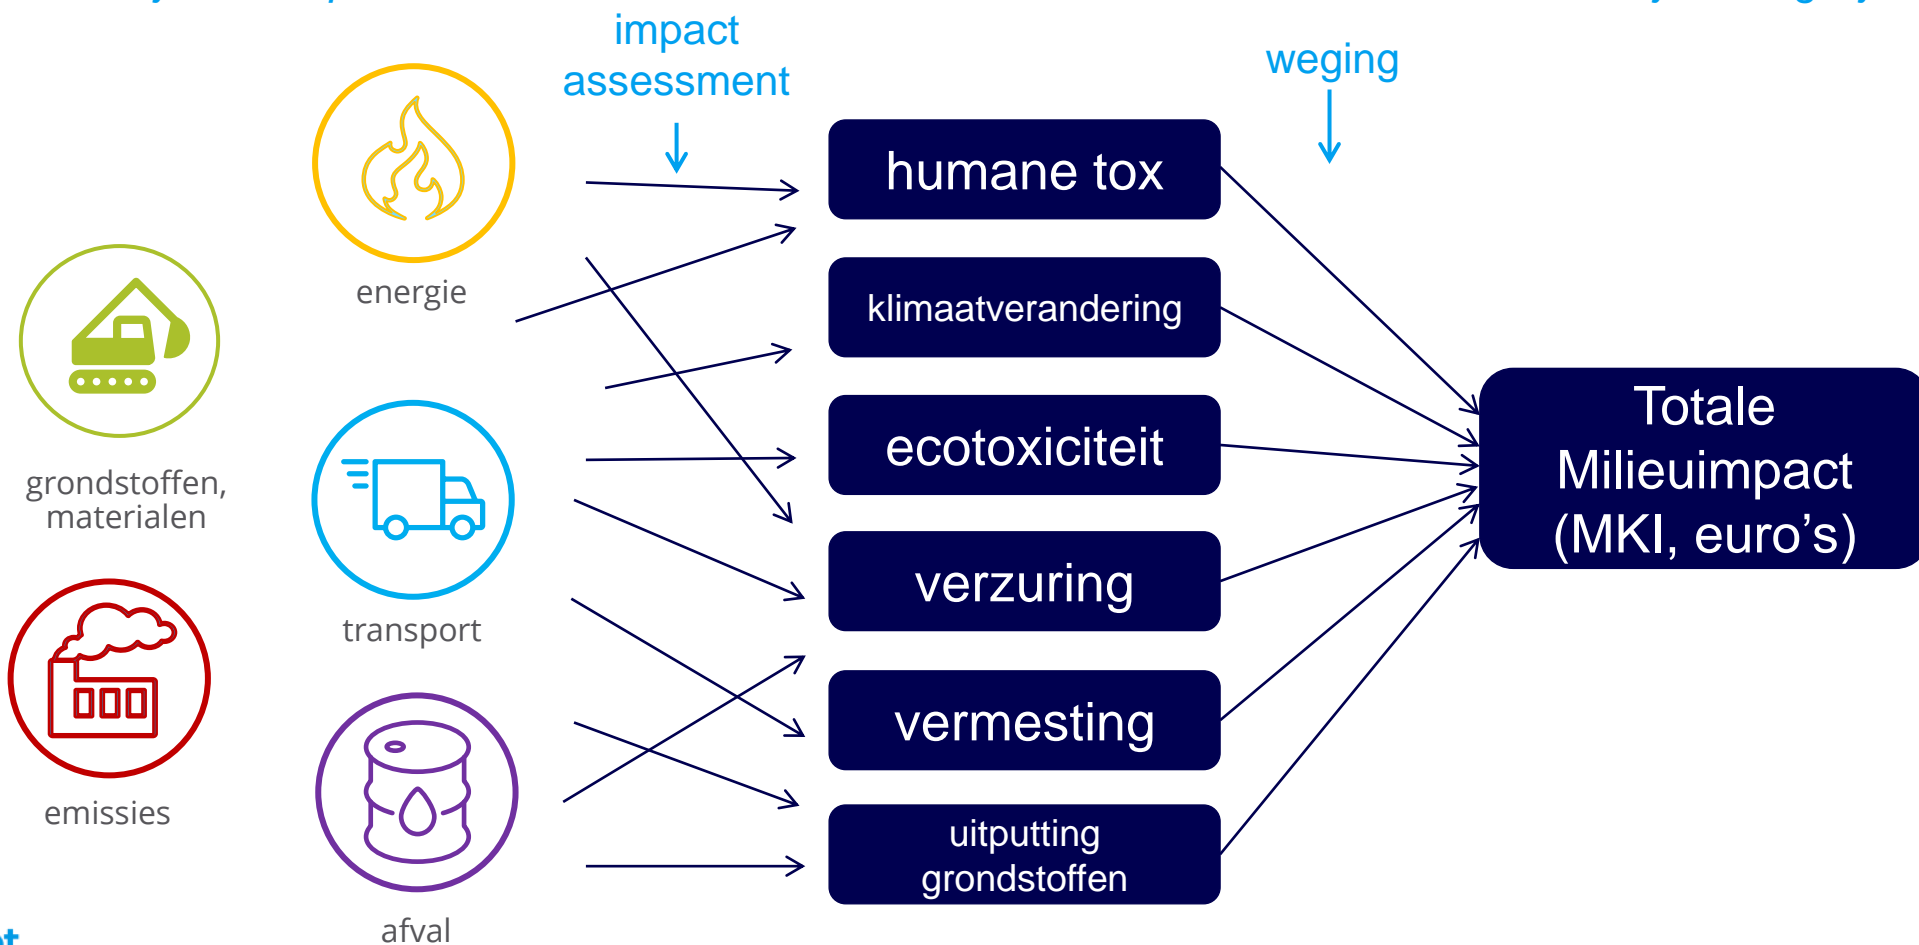 impact
assessment
weging
energie
grondstoffen,
materialen
transport
emissies
afval
humane tox
klimaatverandering
ecotoxiciteit
verzuring
vermesting
uitputting
grondstoffen
Totale
Milieuimpact
(MKI, euro’s)